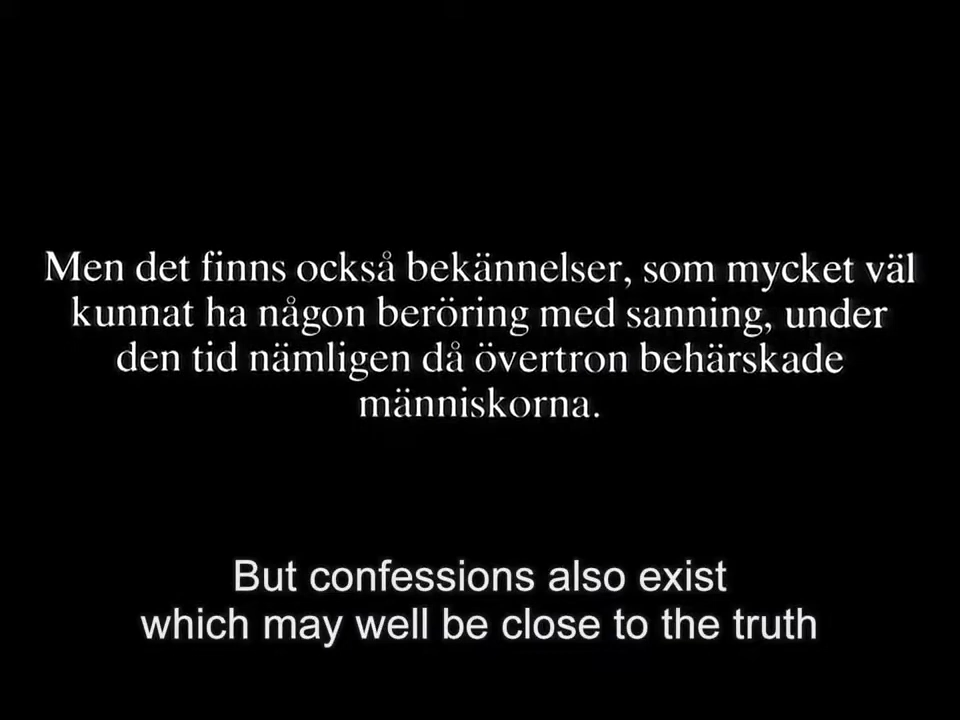 Men det finns också bekännelser, som mycket väl
kunnat ha någon beröring med sanning, under
den tid nämligen då övertron behärskade
människorna.
But confessions also exist
which may well be close to the truth